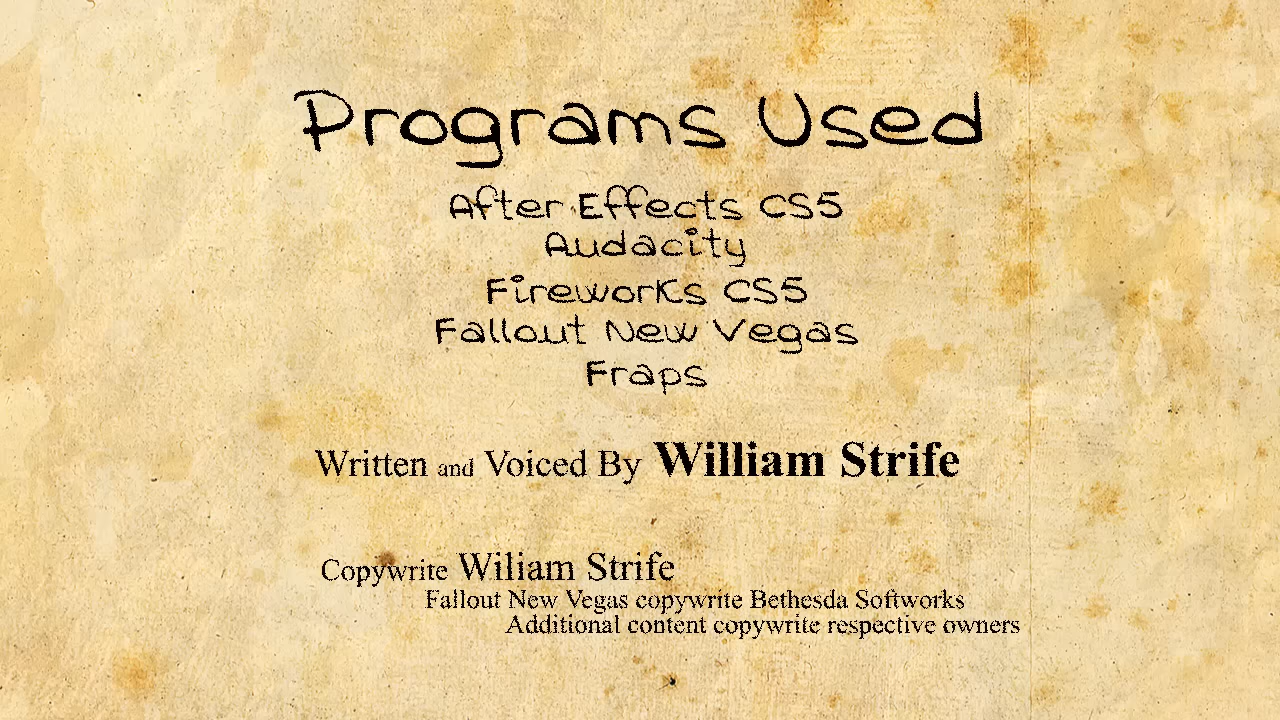 Programs Used
After Effects CS5
Audacity
Fireworks CS5
Fallout New Vegas
Fraps
Written and Voiced By William Strife
Copywrite Wiliam Strife
Fallout New Vegas copywrite Bethesda Softworks
Additional content copywrite respective owners